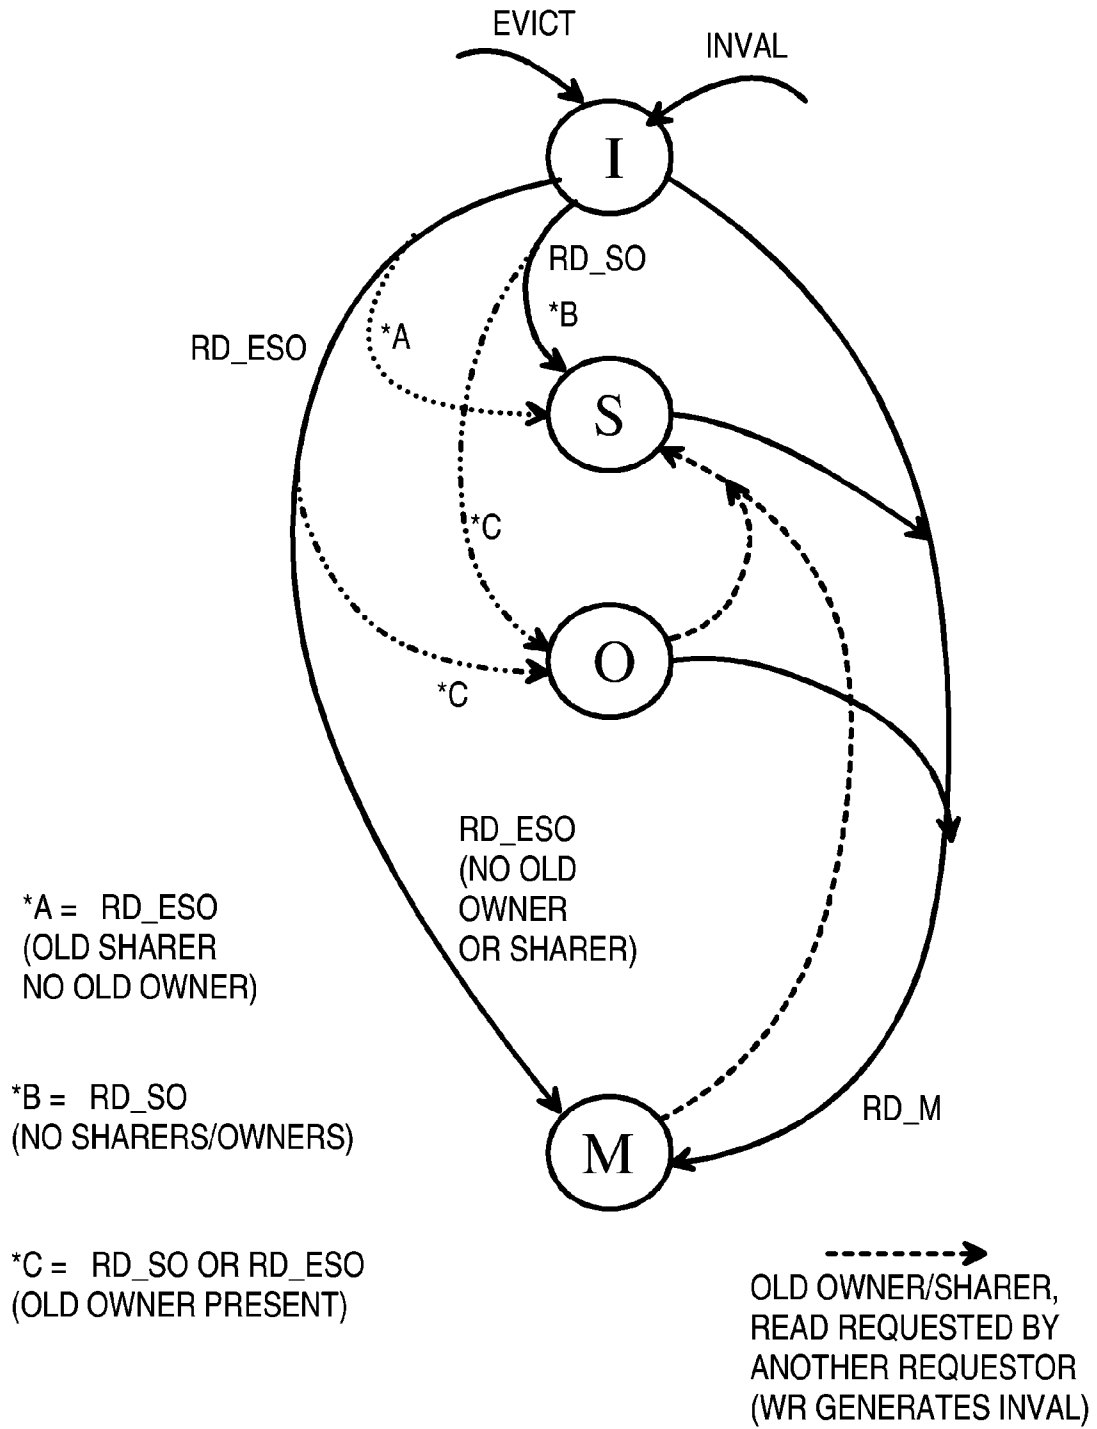 EVICT
INVAL
I
RD_SO
*B
*A
RD_ESO
S
*C
O
*C
RD_ESO
(NO OLD
OWNER
OR SHARER)
*A = RD_ESO
(OLD SHARER
NO OLD OWNER)
*B = RD_SO
(NO SHARERS/OWNERS)
RD_M
M
*C = RD_SO OR RD_ESO
(OLD OWNER PRESENT)
OLD OWNER/SHARER,
READ REQUESTED BY
ANOTHER REQUESTOR
(WR GENERATES INVAL)